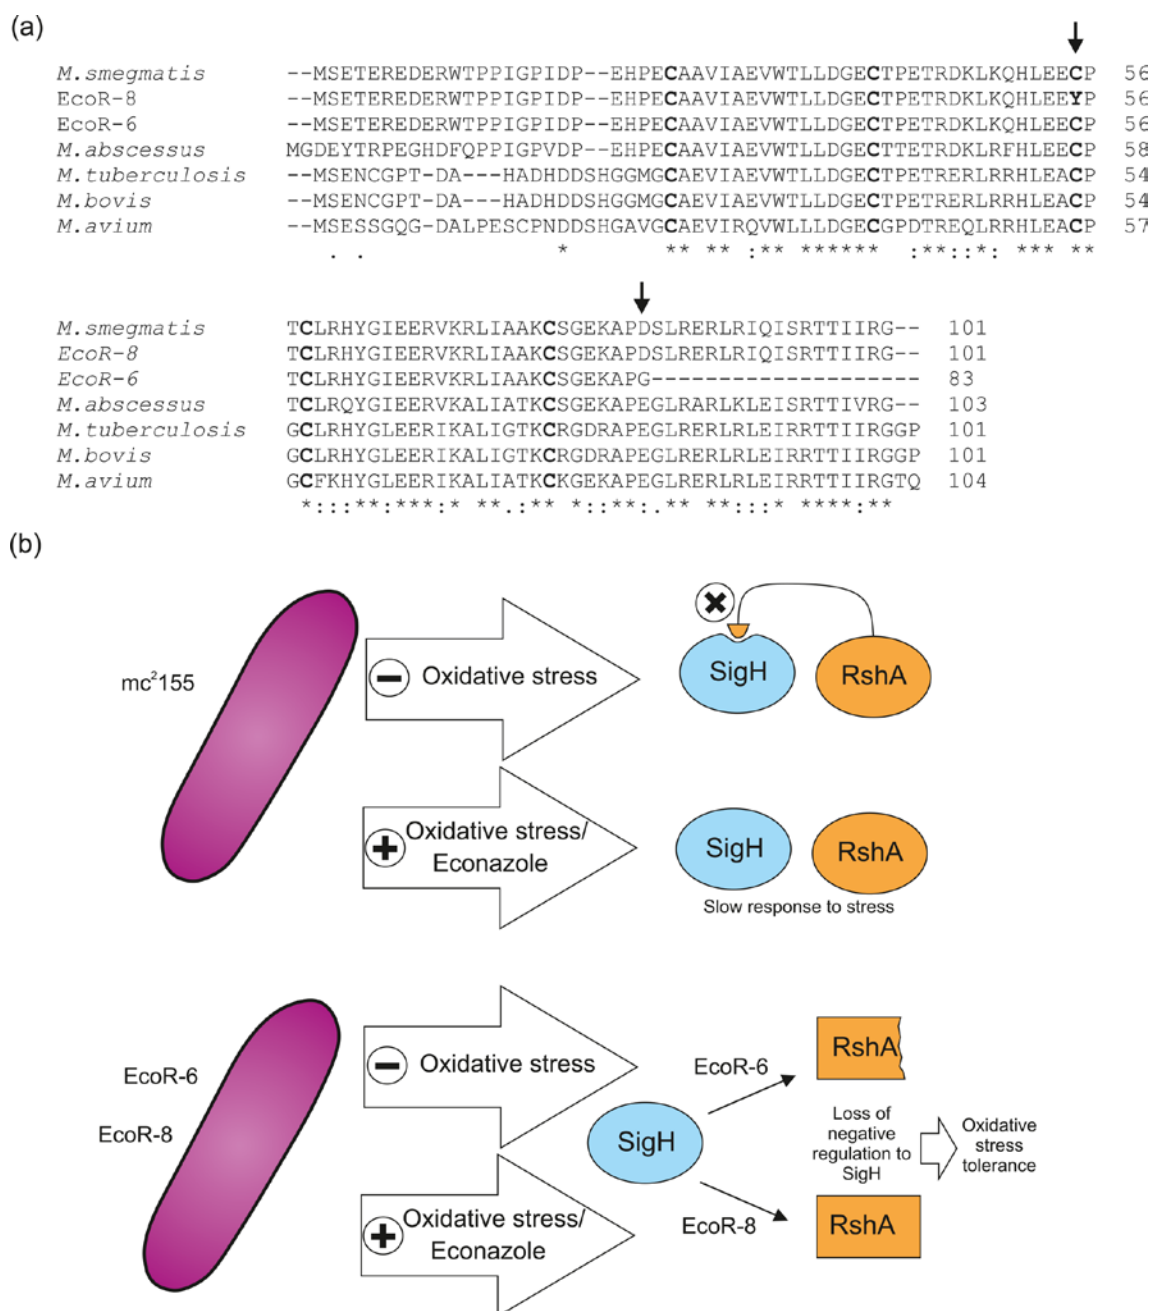 (a)
M.smegmatis --MSETEREDERWTPPIGPIDP--EHPECAAVIAEVWTLLDGECTPETRDKLKQHLEECP 56
EcoR-8 --MSETEREDERWTPPIGPIDP--EHPECAAVIAEVWTLLDGECTPETRDKLKQHLEEYP 56
EcoR-6 --MSETEREDERWTPPIGPIDP--EHPECAAVIAEVWTLLDGECTPETRDKLKQHLEECP 56
M.abscessus MGDEYTRPEGHDFQPPIGPVDP--EHPECAAVIAEVWTLLDGECTTETRDKLRFHLEECP 58
M.tuberculosis --MSENCGPT-DA---HADHDDSHGGMGCAEVIAEVWTLLDGECTPETRERLRRHLEACP 54
M.bovis --MSENCGPT-DA---HADHDDSHGGMGCAEVIAEVWTLLDGECTPETRERLRRHLEACP 54
M.avium --MSESSGQG-DALPESCPNDDSHGAVGCAEVIRQVWLLLDGECGPDTREQLRRHLEACP 57
. . * ** ** :** ****** :**:*: *** **
M.smegmatis TCLRHYGIEERVKRLIAAKCSGEKAPDSLRERLRIQISRTTIIRG-- 101
EcoR-8 TCLRHYGIEERVKRLIAAKCSGEKAPDSLRERLRIQISRTTIIRG-- 101
EcoR-6 TCLRHYGIEERVKRLIAAKCSGEKAPG-------------------- 83
M.abscessus TCLRQYGIEERVKALIATKCSGEKAPEGLRARLKLEISRTTIVRG-- 103
M.tuberculosis GCLRHYGLEERIKALIGTKCRGDRAPEGLRERLRLEIRRTTIIRGGP 101
M.bovis GCLRHYGLEERIKALIGTKCRGDRAPEGLRERLRLEIRRTTIIRGGP 101
M.avium GCFKHYGLEERIKALIATKCKGEKAPEGLRERLRLEIRRTTIIRGTQ 104
*:::**:***:* **.:** *::**:.** **:::* ****:**
(b)
mc²155
Oxidative stress
SigH
RshA
Oxidative stress/
Econazole
SigH
RshA
Slow response to stress
EcoR-6
EcoR-8
Oxidative stress
Oxidative stress/
Econazole
SigH
EcoR-6
EcoR-8
RshA
Loss of
negative
regulation to
SigH
Oxidative
stress
tolerance
RshA